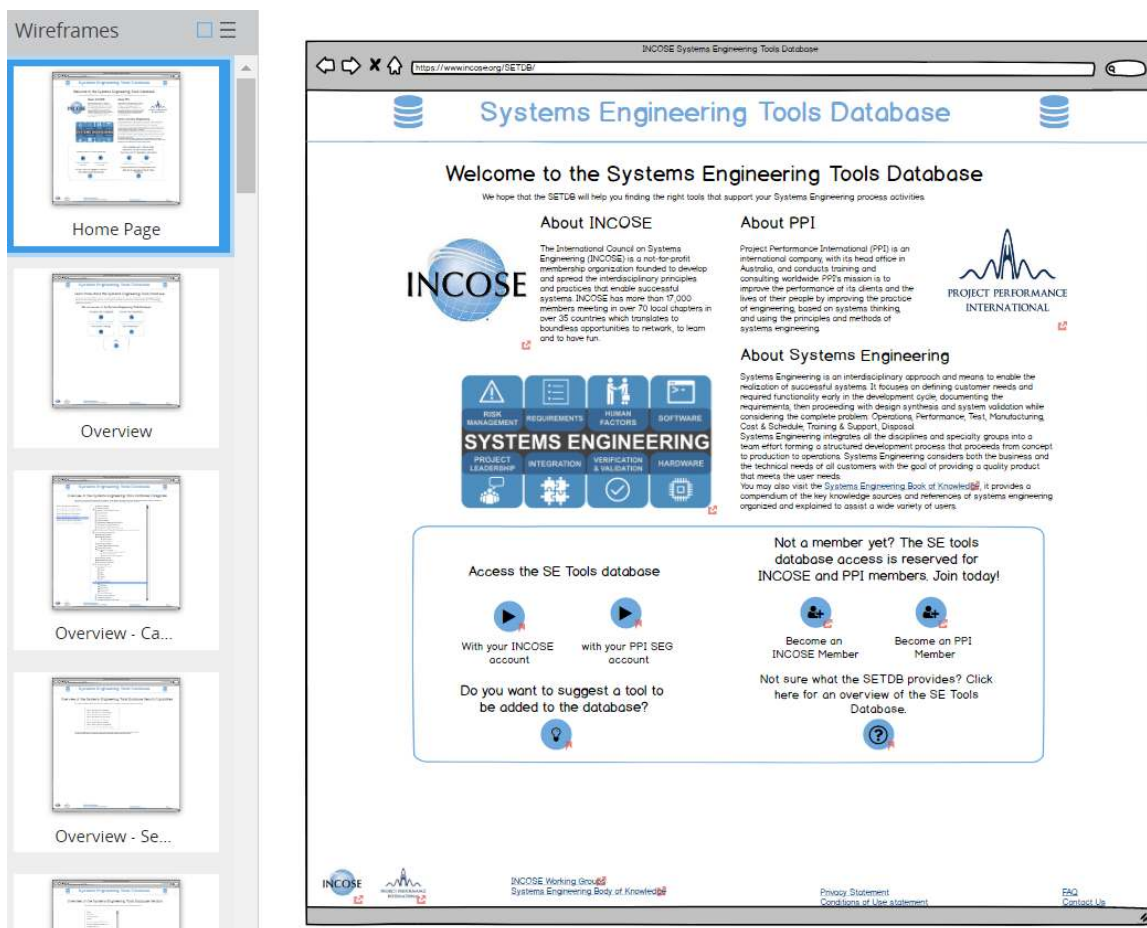 Wireframes
Home Page
Overview
Overview - Ca...
Overview - Se...
INCOSE Systems Engineering Tools Database
https://wwwincose.org/SETDB/
Systems Engineering Tools Database
Welcome to the Systems Engineering Tools Database
We hope that the SETDB will help you finding the right tools that support your Systems Engineering process activities
About INCOSE
The International Council on Systems
Engineering (INCOSE) is a not-for-profit
membership organization founded to develop
and spread the interdisciplinary principles
and practices that enable successful
systems. INCOSE has more than 17,000
members meeting in over 70 local chapters in
over 35 countries which translates to
boundless opportunities to network, to learn
and to have fun.
INCOSE
About PPI
Project Performance International (PPI) is an
international company, with its head office in
Australia, and conducts training and
consulting worldwide. PPI's mission is to
improve the performance of its clients and the
lives of their people by improving the practice
of engineering, based on systems thinking,
and using the principles and methods of
systems engineering.
PROJECT PERFORMANCE
INTERNATIONAL
About Systems Engineering
Systems Engineering is an interdisciplinary approach and means to enable the
realization of successful systems. It focuses on defining customer needs and
required functionality early in the development cycle, documenting the
requirements, then proceeding with design synthesis and system validation while
considering the complete problem: Operations, Performance, Test, Manufacturing,
Cost & Schedule, Training & Support, Disposal
Systems Engineering integrates all the disciplines and specialty groups into a
team effort forming a structured development process that proceeds from concept
to production to operations. Systems Engineering considers both the business and
the technical needs of all customers with the goal of providing a quality product
that meets the user needs.
You may also visit the Systems Engineering Book of Knowledge, it provides a
compendium of the key knowledge sources and references of systems engineering
organized and explained to assist a wide variety of users.
RISK MANAGEMENT
REQUIREMENTS
HUMAN FACTORS
SOFTWARE
SYSTEMS ENGINEERING
PROJECT LEADERSHIP
INTEGRATION
VERIFICATION & VALIDATION
HARDWARE
Access the SE Tools database
With your INCOSE
account
with your PPI SEG
account
Do you want to suggest a tool to
be added to the database?
Not a member yet? The SE tools
database access is reserved for
INCOSE and PPI members. Join today!
Become an
INCOSE Member
Become an PPI
Member
Not sure what the SETDB provides? Click
here for an overview of the SE Tools
Database.
INCOSE
PROJECT PERFORMANCE
INTERNATIONAL
INCOSE Working Group
Systems Engineering Body of Knowledge
Privacy Statement
Conditions of Use statement
FAQ
Contact Us